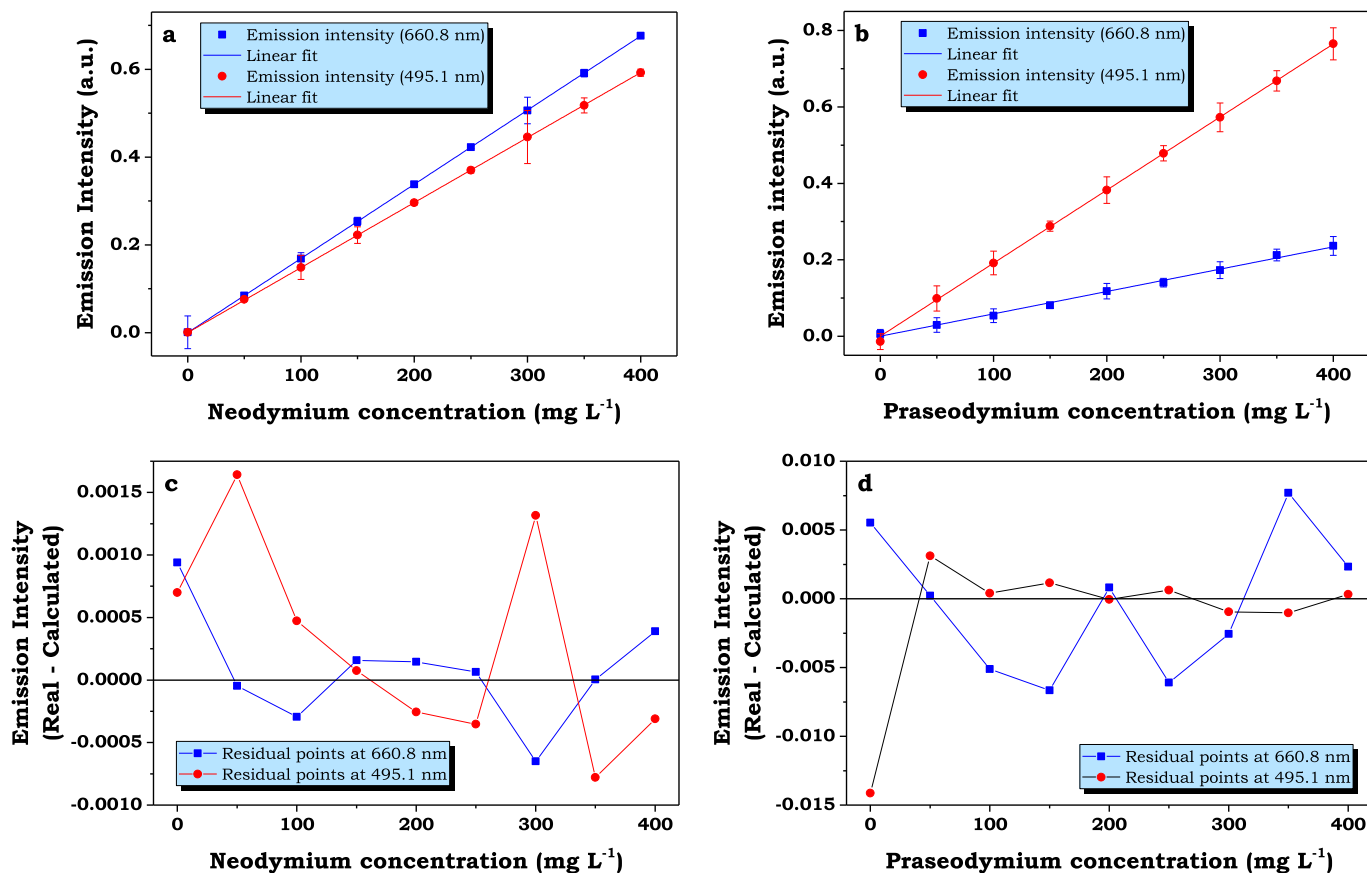 a
Emission intensity (660.8 nm)
Linear fit
Emission intensity (495.1 nm)
Linear fit
Emission Intensity (a.u.)
0.6
0.4
0.2
0.0
0 100 200 300 400
Neodymium concentration (mg L⁻¹)
b
Emission intensity (660.8 nm)
Linear fit
Emission intensity (495.1 nm)
Linear fit
Emission intensity (a.u.)
0.8
0.6
0.4
0.2
0.0
0 100 200 300 400
Praseodymium concentration (mg L⁻¹)
c
Emission Intensity
(Real - Calculated)
0.0015
0.0010
0.0005
0.0000
-0.0005
-0.0010
Residual points at 660.8 nm
Residual points at 495.1 nm
0 100 200 300 400
Neodymium concentration (mg L⁻¹)
d
Emission Intensity
(Real - Calculated)
0.010
0.005
0.000
-0.005
-0.010
-0.015
Residual points at 660.8 nm
Residual points at 495.1 nm
0 100 200 300 400
Praseodymium concentration (mg L⁻¹)